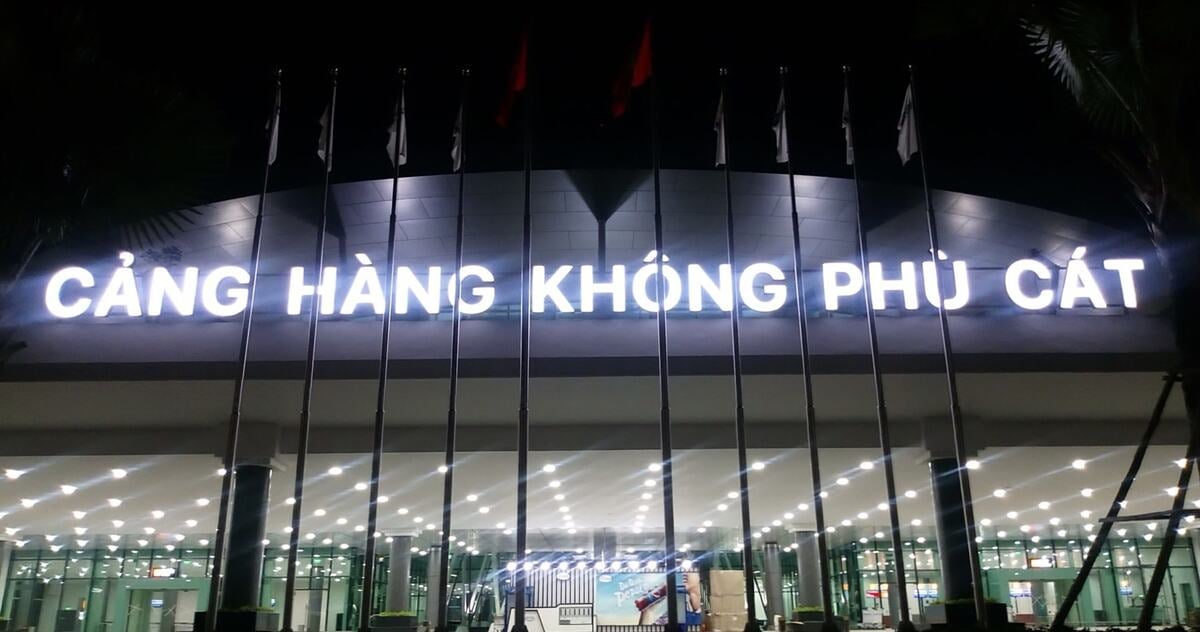 CẢNG HÀNG KHÔNG PHÙ CÁT